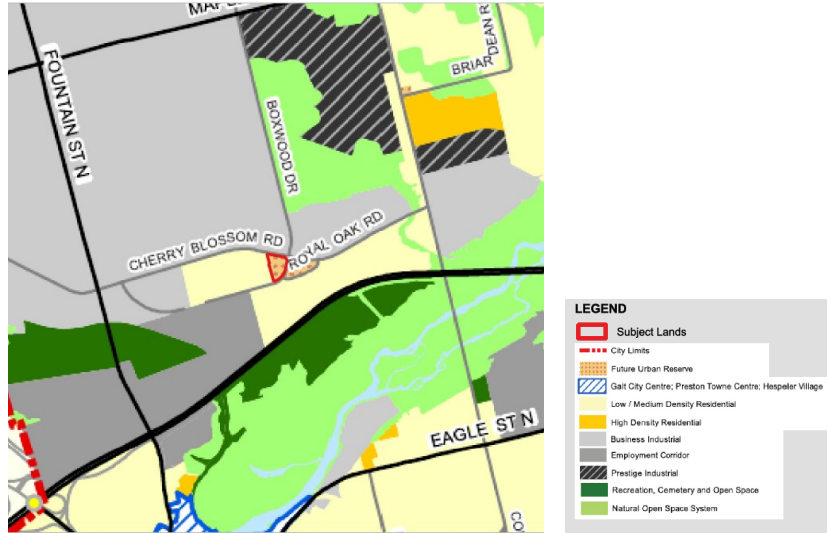 FOUNTAIN ST N
BOXWOOD DR
BRIAR
DEAN R
CHERRY BLOSSOM RD
ROYAL OAK RD
EAGLE ST N
LEGEND
Subject Lands
City Limits
Future Urban Reserve
Galt City Centre; Preston Towne Centre; Hespeler Village
Low / Medium Density Residential
High Density Residential
Business Industrial
Employment Corridor
Prestige Industrial
Recreation, Cemetery and Open Space
Natural Open Space System